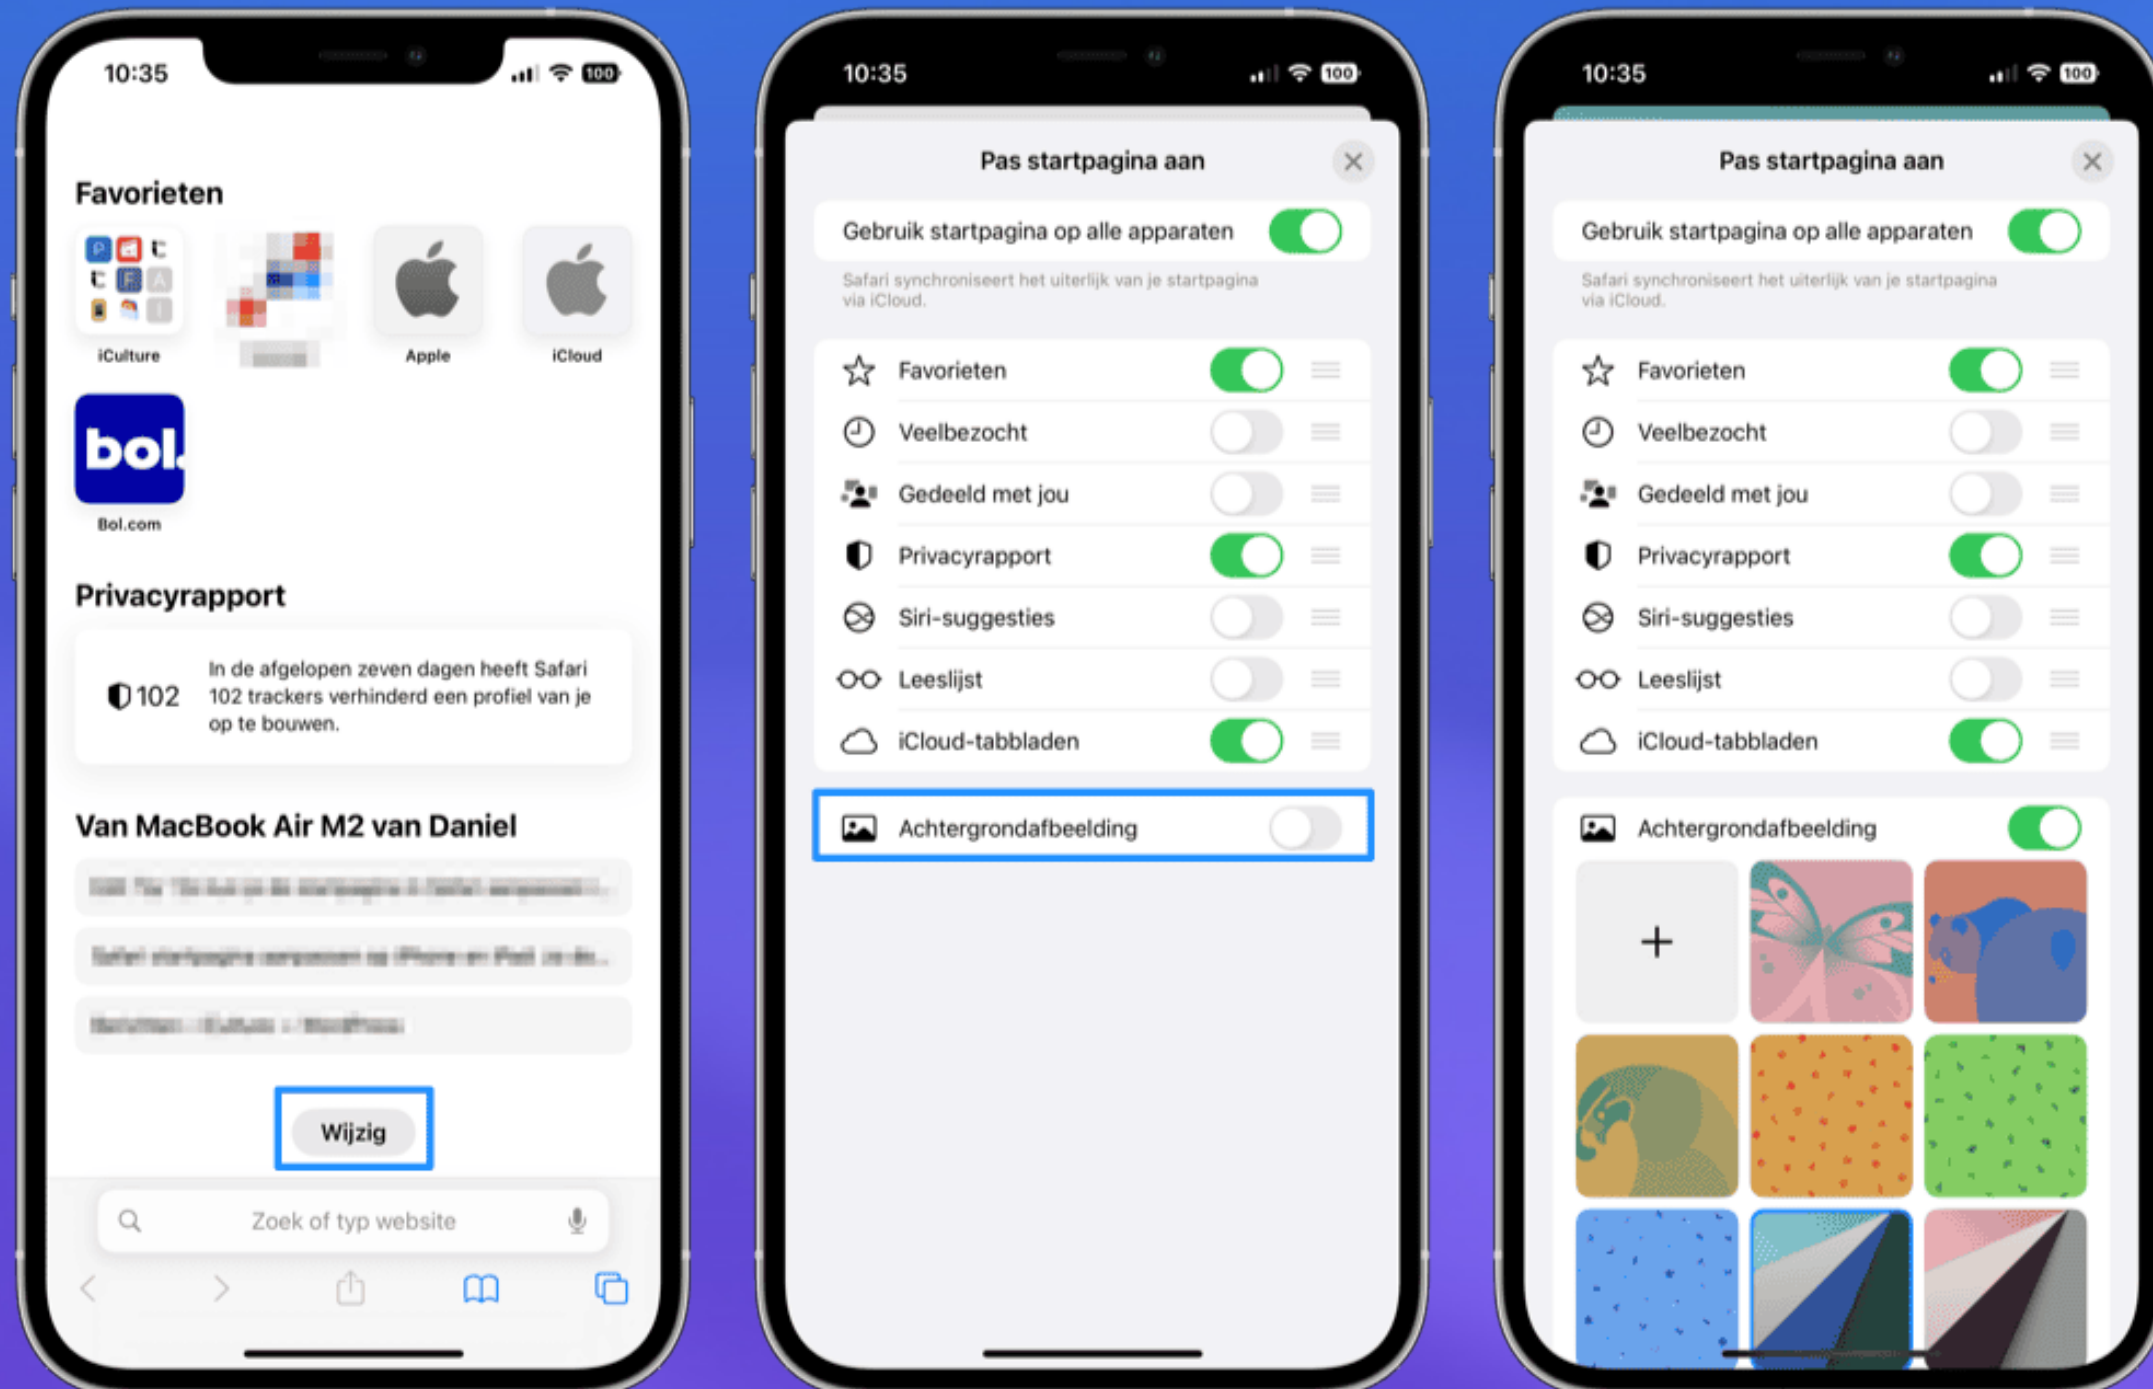 10:35
100
Favorieten
iCulture
Apple
iCloud
bol.
Bol.com
Privacyrapport
102
In de afgelopen zeven dagen heeft Safari
102 trackers verhinderd een profiel van je
op te bouwen.
Van MacBook Air M2 van Daniel
Wijzig
Zoek of typ website
10:35
100
Pas startpagina aan
Gebruik startpagina op alle apparaten
Safari synchroniseert het uiterlijk van je startpagina
via iCloud.
Favorieten
Veelbezocht
Gedeeld met jou
Privacyrapport
Siri-suggesties
Leeslijst
iCloud-tabbladen
Achtergrondafbeelding
10:35
100
Pas startpagina aan
Gebruik startpagina op alle apparaten
Safari synchroniseert het uiterlijk van je startpagina
via iCloud.
Favorieten
Veelbezocht
Gedeeld met jou
Privacyrapport
Siri-suggesties
Leeslijst
iCloud-tabbladen
Achtergrondafbeelding